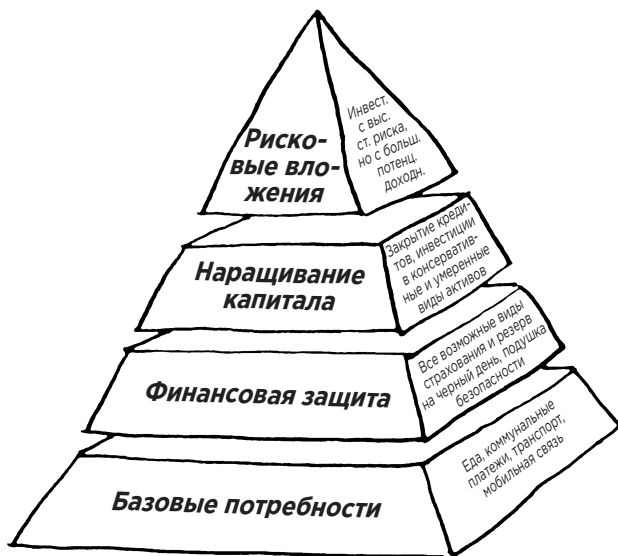 Риско-
вые вло-
жения
Инвест.
с выс.
ст. риска,
но с больш.
потенц.
доходн.
Наращивание
капитала
Закрытие креди-
тов, инвестиции
в консерватив-
ные и умеренные
виды активов
Финансовая защита
Все возможные виды
страхования и резерв
на черный день, подушка
безопасности
Базовые потребности
Еда, коммунальные
платежи, транспорт,
мобильная связь